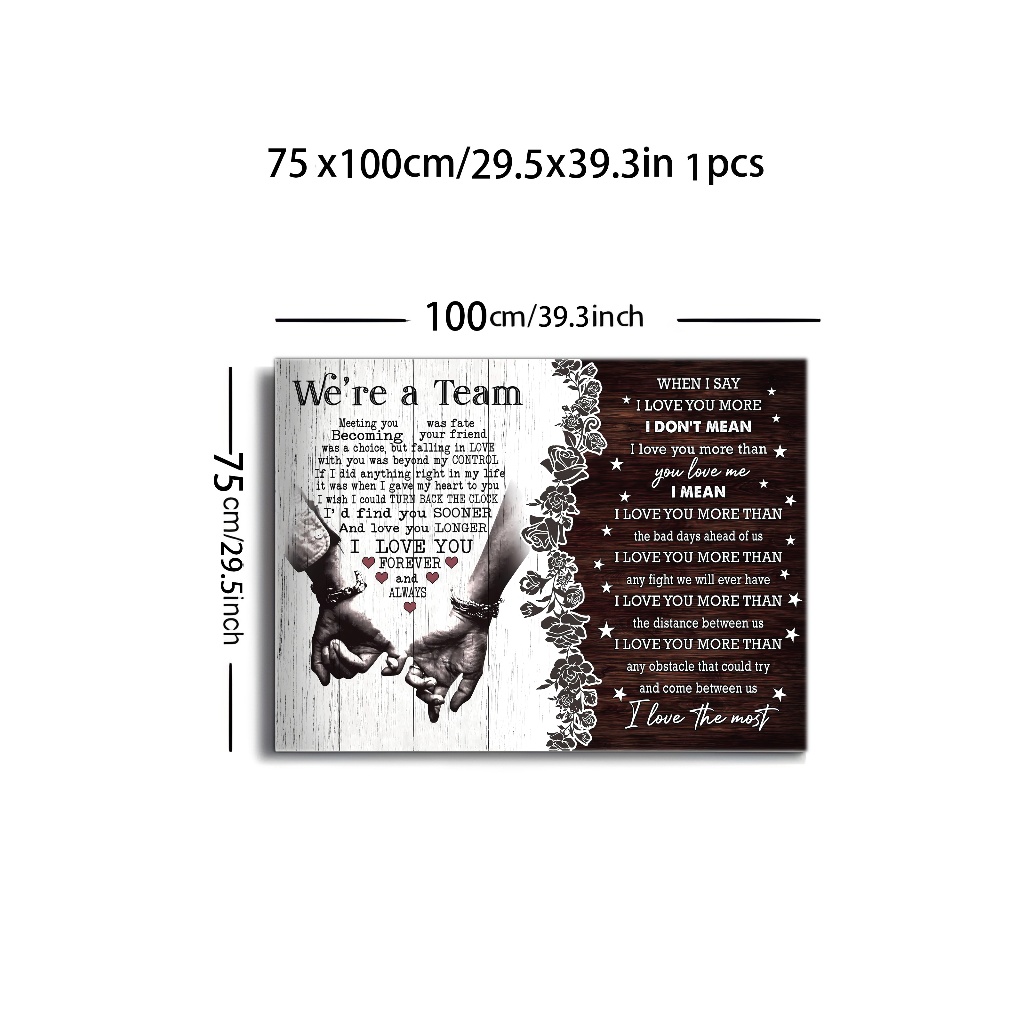 75 x100cm/29.5x39.3in 1pcs
100cm/39.3inch
75cm/29.5inch
We're a Team
Meeting you was fate
Becoming your friend
was a choice, but falling in LOVE
with you was beyond my CONTROL
If I did anything right in my life
it was when I gave my heart to you
I wish I could TURN BACK THE CLOCK
I'd find you SOONER
And love you LONGER
I LOVE YOU
FOREVER
and
ALWAYS
WHEN I SAY
I LOVE YOU MORE
I DON'T MEAN
I love you more than
you love me
I MEAN
I LOVE YOU MORE THAN
the bad days ahead of us
I LOVE YOU MORE THAN
any fight we will ever have
I LOVE YOU MORE THAN
the distance between us
I LOVE YOU MORE THAN
any obstacle that could try
and come between us
I love the most